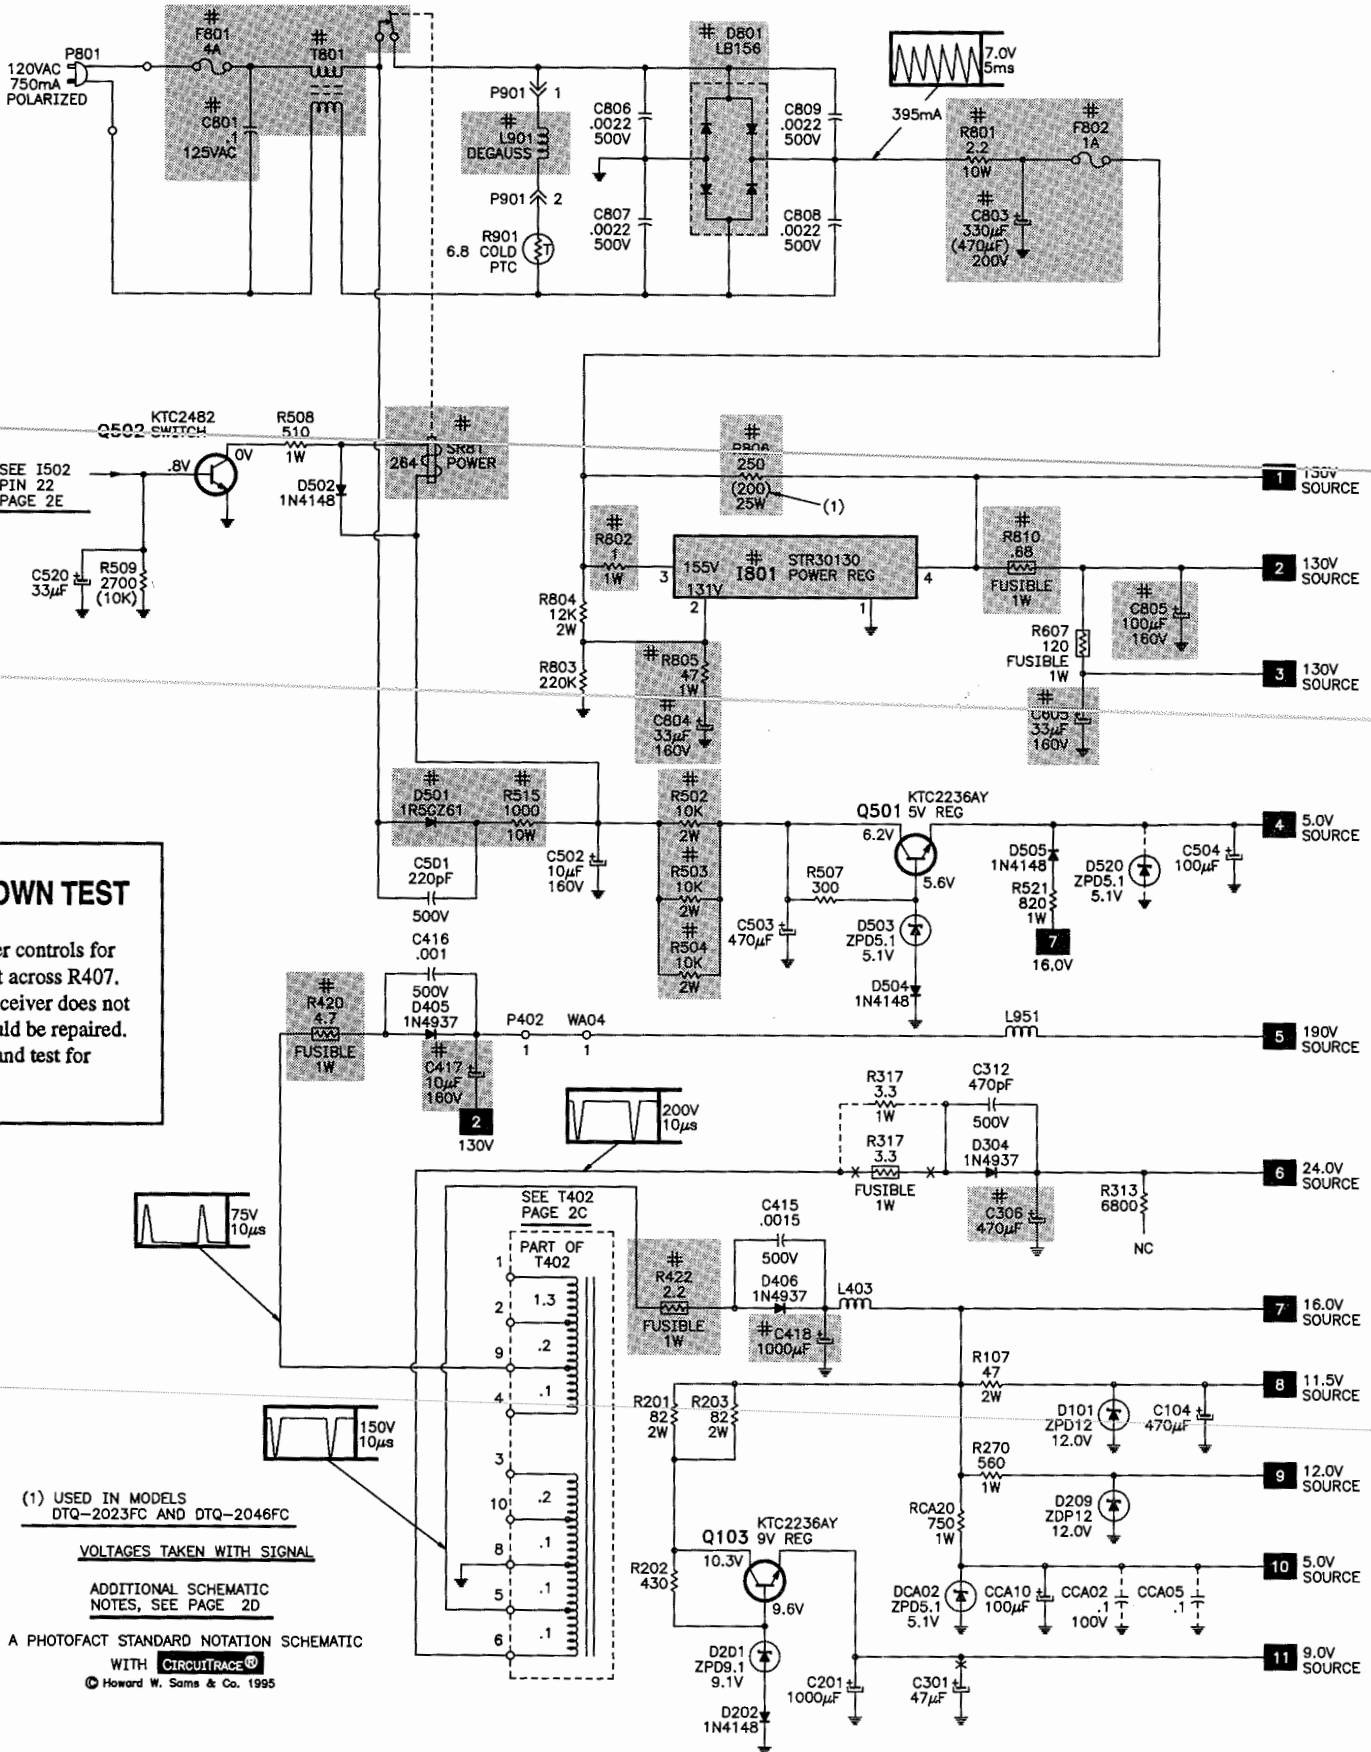 P801
120VAC
750mA
POLARIZED
#
F801
4A
#
T801
#
C801
.1
125VAC
P901 1
#
L901
DEGAUSS
P901 2
R901
6.8 COLD
PTC
C806
.0022
500V
C807
.0022
500V
# D801
LB156
C809
.0022
500V
C808
.0022
500V
7.0V
5ms
395mA
#
R801
2.2
10W
#
F802
1A
#
C803
330µF
(470µF)
200V
Q502
KTC2482
SWITCH
R508
510
1W
SEE I502
PIN 22
PAGE 2E
.8V
0V
D502
1N4148
#
SR81
264 POWER
C520
33µF
R509
2700
(10K)
#
R806
250
(200)
25W
(1)
#
R802
1
1W
3
155V
131V
2
#
I801
STR30130
POWER REG
4
1
R804
12K
2W
R803
220K
#
R805
47
1W
#
C804
33µF
160V
#
R810
.68
FUSIBLE
1W
#
C805
100µF
160V
R607
120
FUSIBLE
1W
33µF
160V
1 130V
SOURCE
2 130V
SOURCE
3 130V
SOURCE
#
D501
1R5GZ61
#
R515
1000
10W
C501
220pF
500V
C502
10µF
160V
#
R502
10K
2W
#
R503
10K
2W
#
R504
10K
2W
Q501
KTC2236AY
5V REG
6.2V
5.6V
R507
300
C503
470µF
D503
ZPD5.1
5.1V
D504
1N4148
D505
1N4148
R521
820
1W
7
16.0V
D520
ZPD5.1
5.1V
C504
100µF
4 5.0V
SOURCE
OWN TEST
er controls for
t across R407.
ceiver does not
uld be repaired.
and test for
C416
.001
500V
#
R420
4.7
FUSIBLE
1W
D405
1N4937
#
C417
10µF
160V
2
130V
P402
1
WA04
1
L951
5 190V
SOURCE
200V
10µs
R317
3.3
1W
R317
3.3
FUSIBLE
1W
C312
470pF
500V
D304
1N4937
#
C306
470µF
R313
6800
NC
6 24.0V
SOURCE
75V
10µs
SEE T402
PAGE 2C
PART OF
T402
1
1.3
2
.2
9
.1
4
3
.2
10
.1
8
.1
5
.1
6
#
R422
2.2
FUSIBLE
1W
C415
.0015
500V
D406
1N4937
# C418
1000µF
L403
7 16.0V
SOURCE
150V
10µs
R201
82
2W
R203
82
2W
R107
47
2W
D101
ZPD12
12.0V
C104
470µF
8 11.5V
SOURCE
R270
560
1W
D209
ZDP12
12.0V
9 12.0V
SOURCE
RCA20
750
1W
Q103
KTC2236AY
9V REG
10.3V
9.6V
R202
430
D2D1
ZPD9.1
9.1V
D202
1N4148
DCA02
ZPD5.1
5.1V
CCA10
100µF
CCA02
.1
100V
CCA05
.1
10 5.0V
SOURCE
C201
1000µF
C301
47µF
11 9.0V
SOURCE
(1) USED IN MODELS
DTQ-2023FC AND DTQ-2046FC
VOLTAGES TAKEN WITH SIGNAL
ADDITIONAL SCHEMATIC
NOTES, SEE PAGE 2D
A PHOTOFACT STANDARD NOTATION SCHEMATIC
WITH CIRCUITRACE®
© Howard W. Sams & Co. 1995